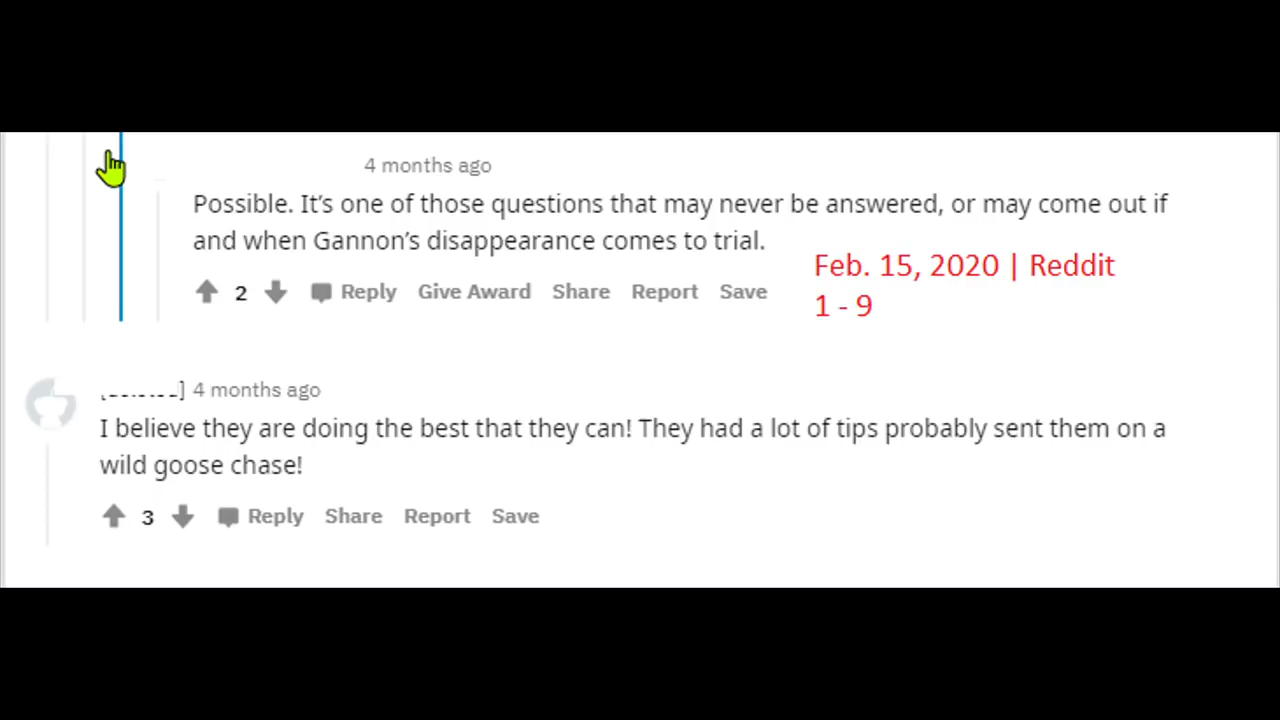 4 months ago
Possible. It's one of those questions that may never be answered, or may come out if
and when Gannon's disappearance comes to trial.
Feb. 15, 2020 | Reddit
1 - 9
2 Reply Give Award Share Report Save
4 months ago
I believe they are doing the best that they can! They had a lot of tips probably sent them on a
wild goose chase!
3 Reply Share Report Save